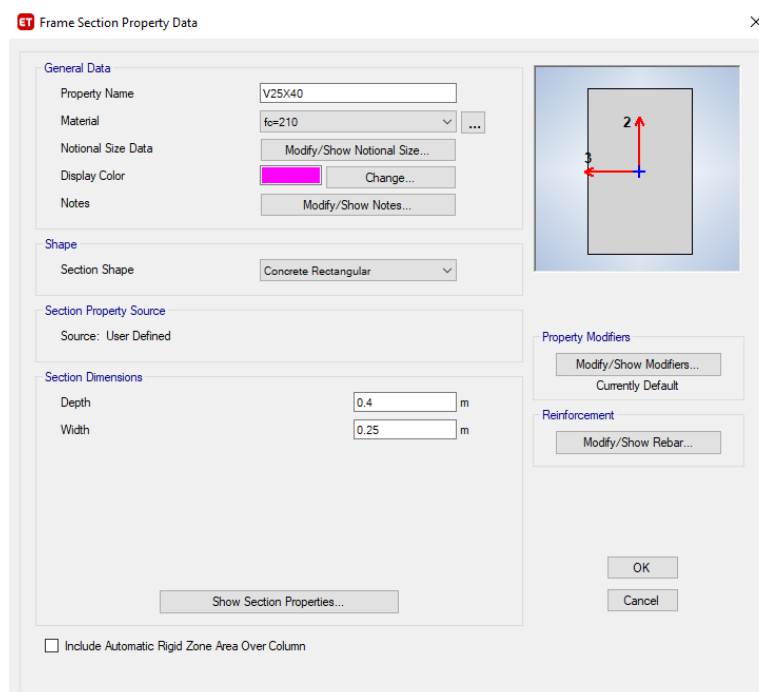 ET Frame Section Property Data
General Data
Property Name V25X40
Material fc=210 ...
Notional Size Data Modify/Show Notional Size...
Display Color Change...
Notes Modify/Show Notes...
Shape
Section Shape Concrete Rectangular
Section Property Source
Source: User Defined
Section Dimensions
Depth 0.4 m
Width 0.25 m
Show Section Properties...
Include Automatic Rigid Zone Area Over Column
2
3
Property Modifiers
Modify/Show Modifiers...
Currently Default
Reinforcement
Modify/Show Rebar...
OK
Cancel